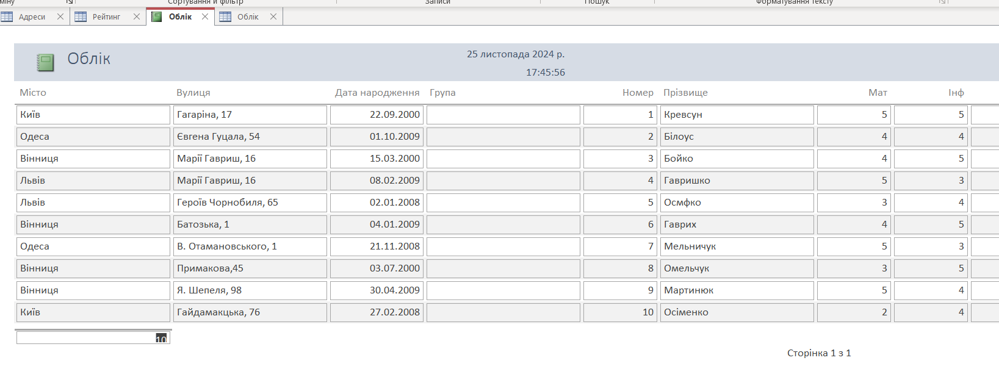 міну Сортування й фільтр Записи Пошук Форматування тексту
Адреси Рейтинг Облік Облік
Облік
25 листопада 2024 р.
17:45:56
Місто Вулиця Дата народження Група Номер Прізвище Мат Інф
Київ Гагаріна, 17 22.09.2000 1 Кревсун 5 5
Одеса Євгена Гуцала, 54 01.10.2009 2 Білоус 4 4
Вінниця Марії Гавриш, 16 15.03.2000 3 Бойко 4 5
Львів Марії Гавриш, 16 08.02.2009 4 Гавришко 5 3
Львів Героїв Чорнобиля, 65 02.01.2008 5 Осмфко 3 4
Вінниця Батозька, 1 04.01.2009 6 Гаврих 4 5
Одеса В. Отамановського, 1 21.11.2008 7 Мельничук 5 3
Вінниця Примакова,45 03.07.2000 8 Омельчук 3 5
Вінниця Я. Шепеля, 98 30.04.2009 9 Мартинюк 5 4
Київ Гайдамакцька, 76 27.02.2008 10 Осіменко 2 4
10
Сторінка 1 з 1